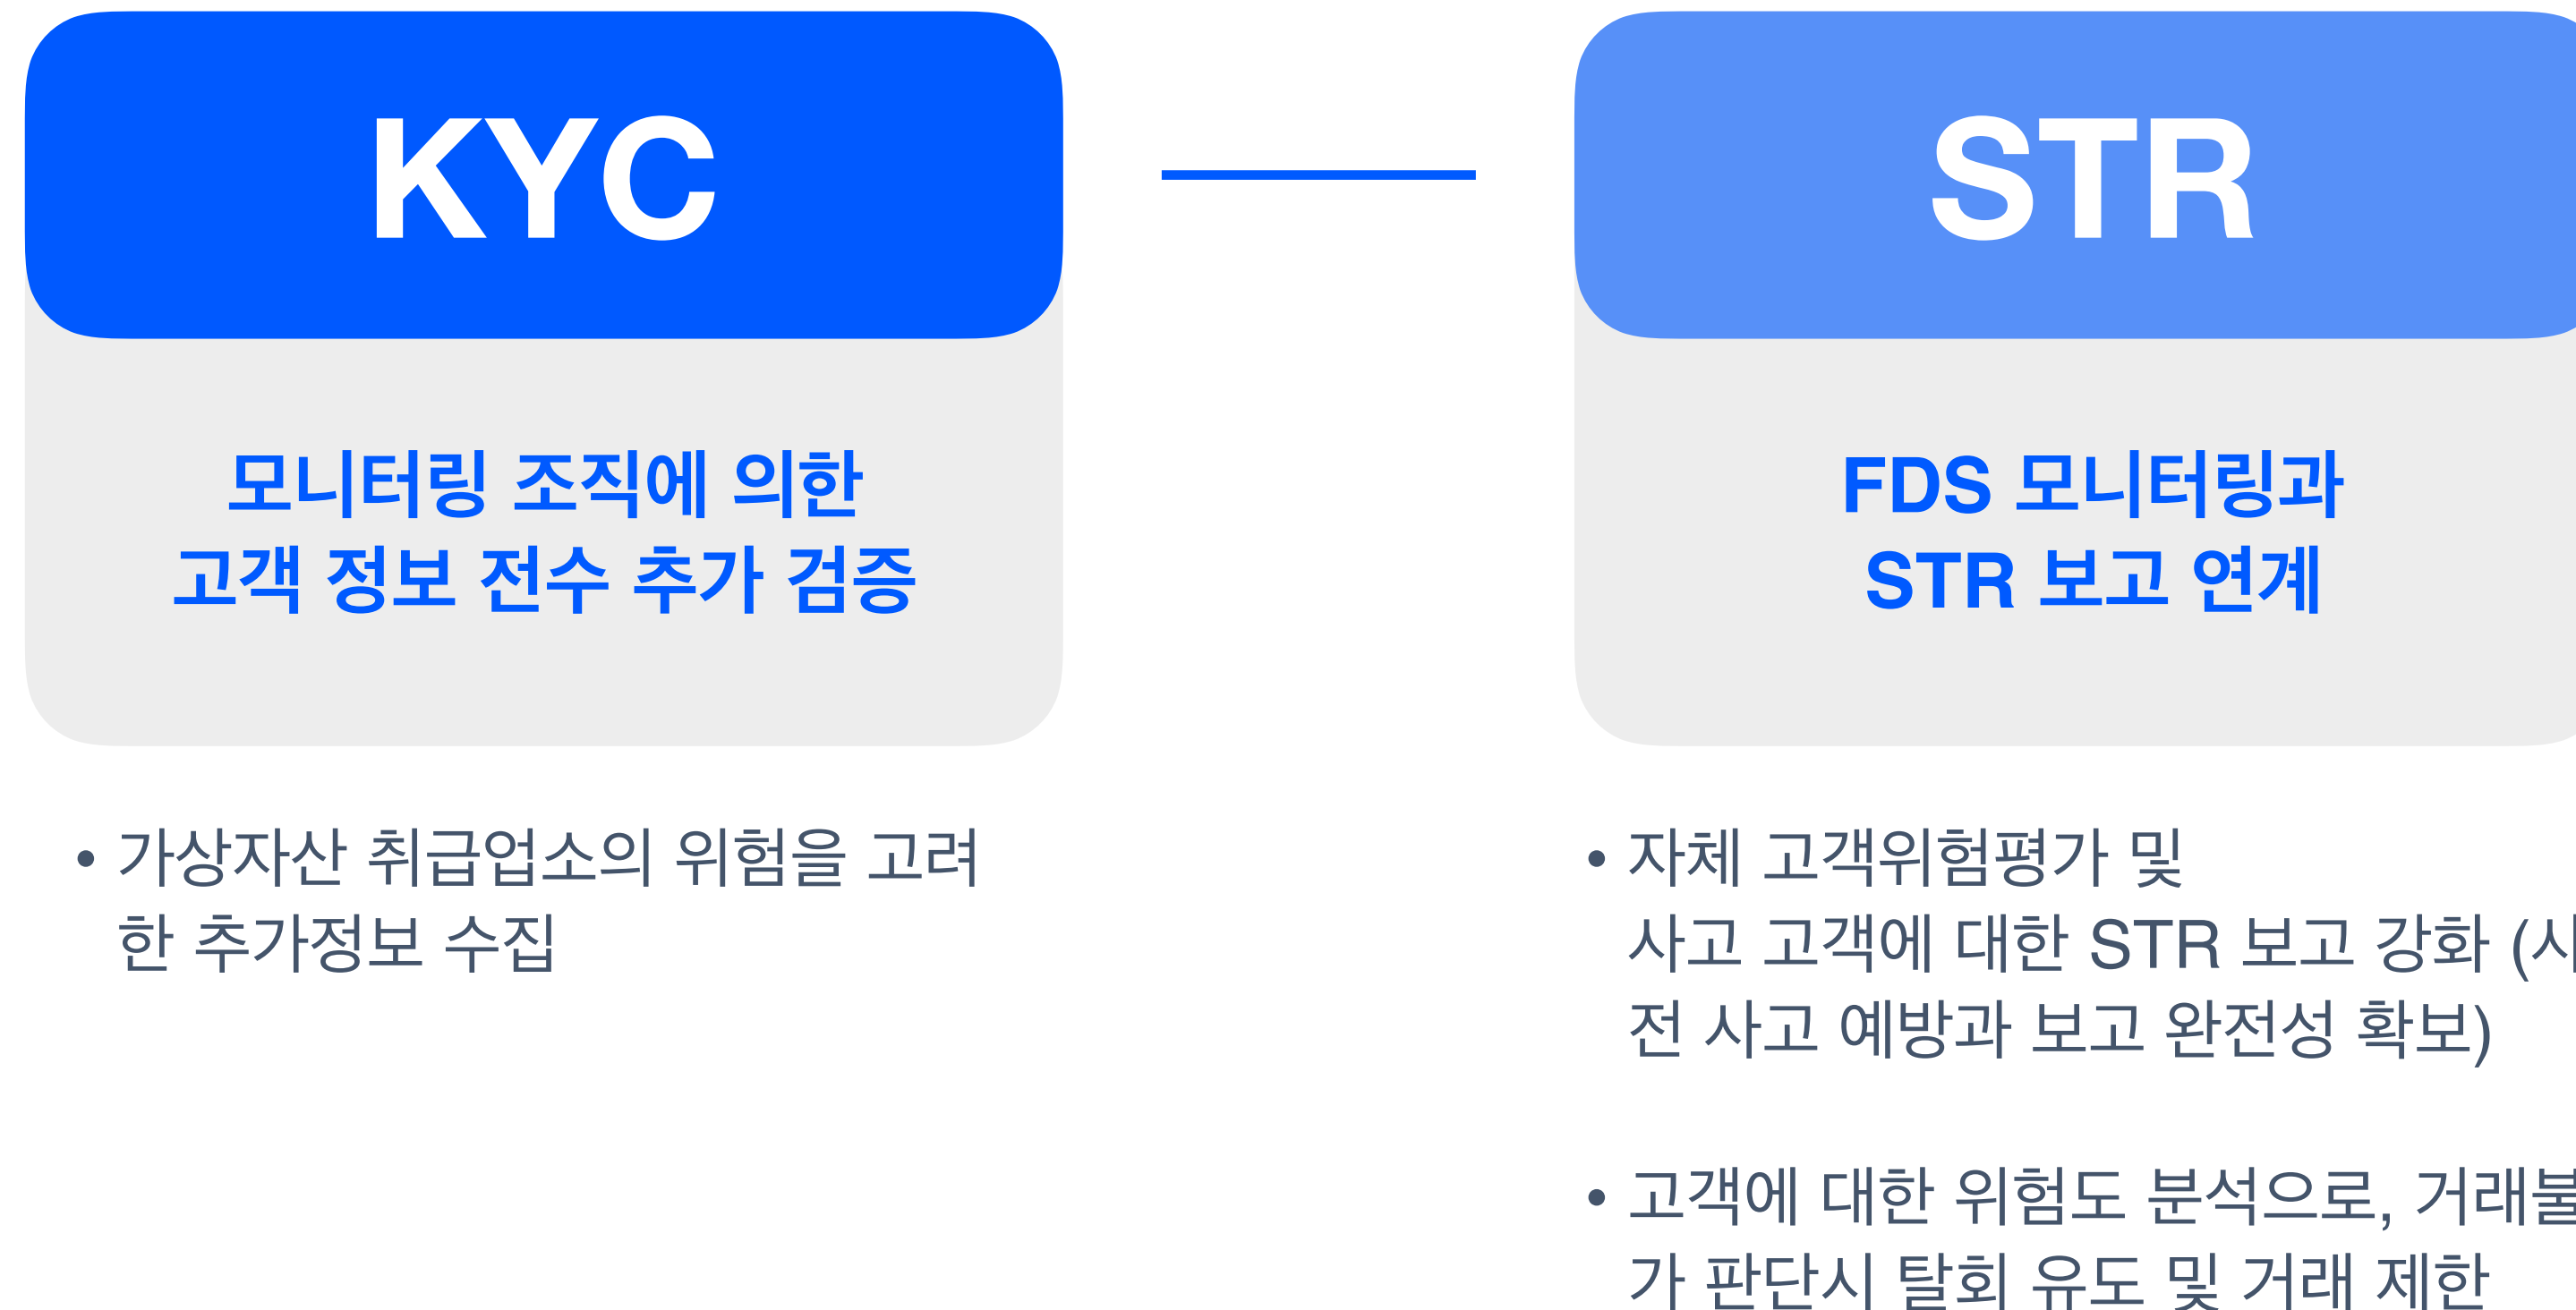 KYC
모니터링 조직에 의한
고객 정보 전수 추가 검증
• 가상자산 취급업소의 위험을 고려
한 추가정보 수집
STR
FDS 모니터링과
STR 보고 연계
• 자체 고객위험평가 및
사고 고객에 대한 STR 보고 강화 (사
전 사고 예방과 보고 완전성 확보)
• 고객에 대한 위험도 분석으로, 거래불
가 판단시 탈회 유도 및 거래 제한